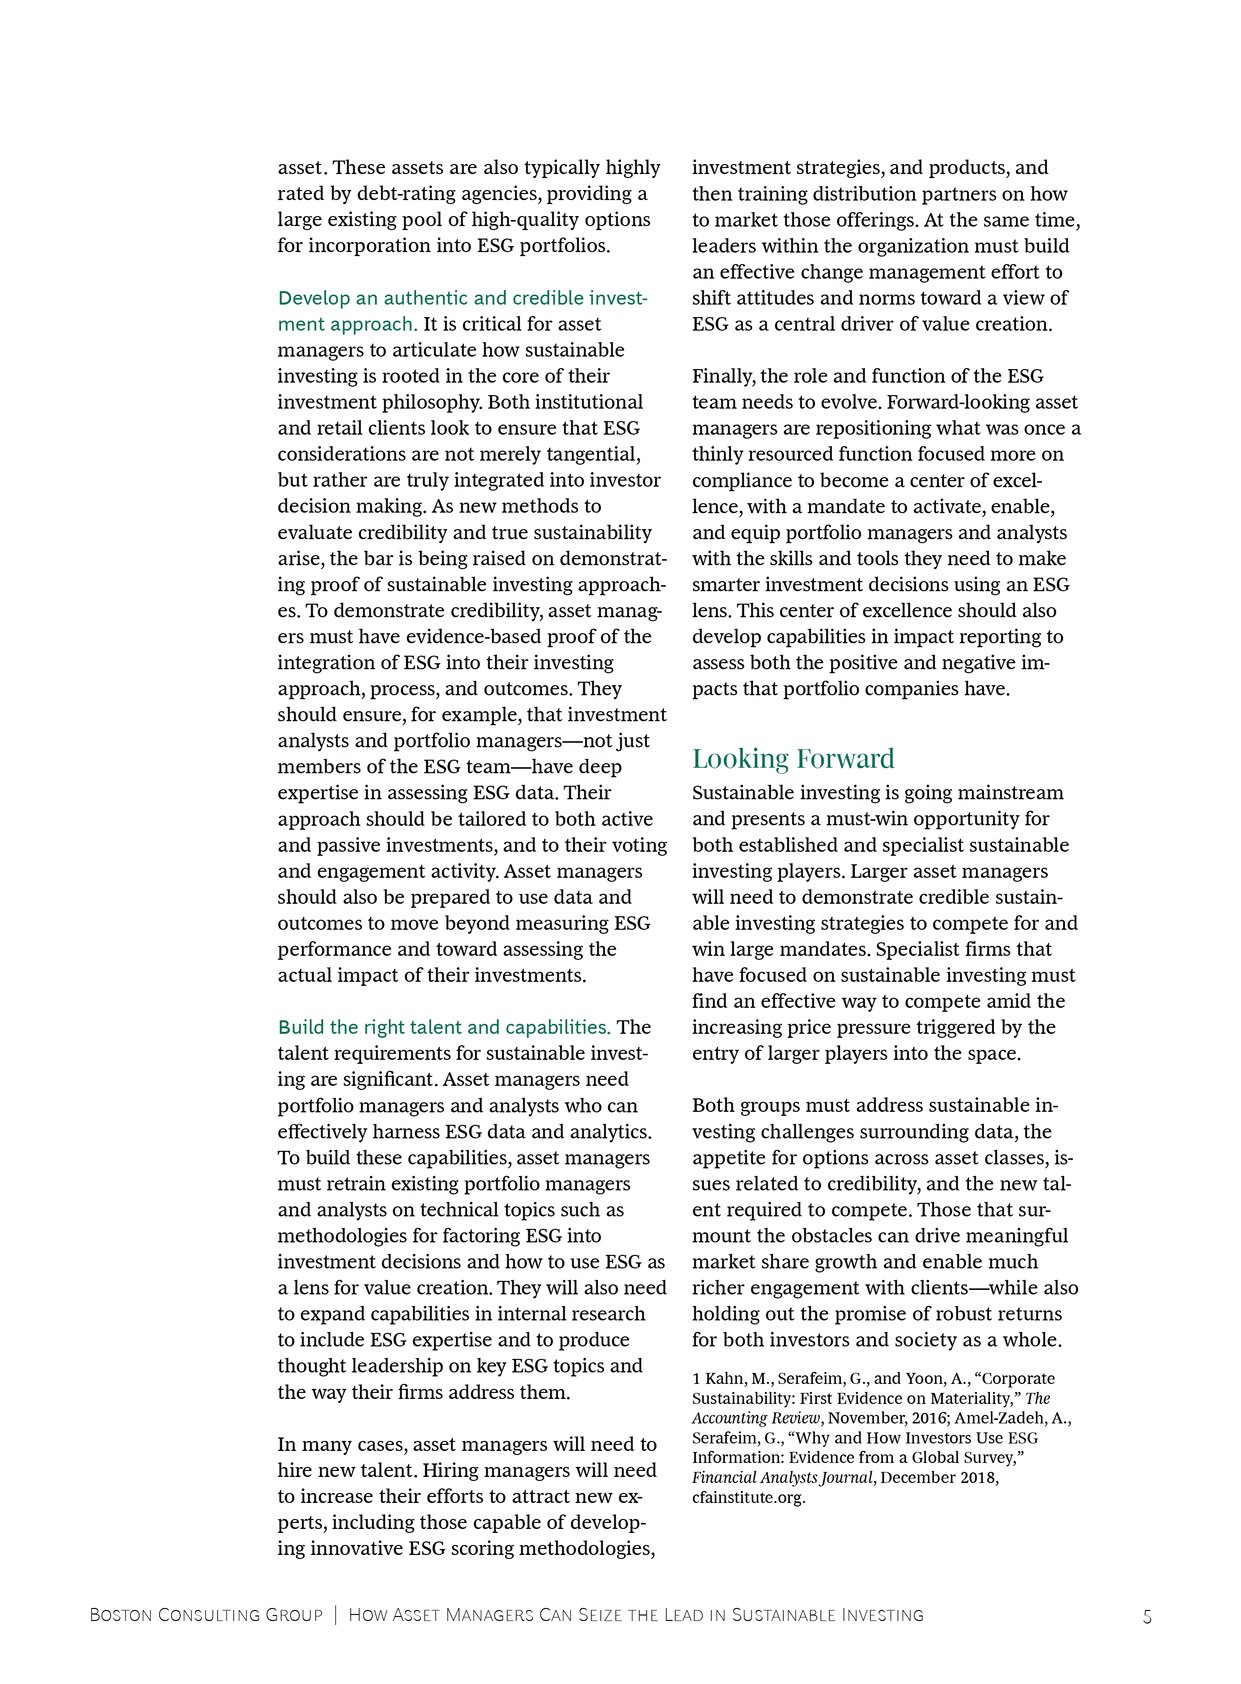 asset. These assets are also typically highly
rated by debt-rating agencies, providing a
large existing pool of high-quality options
for incorporation into ESG portfolios.
Develop an authentic and credible invest-
ment approach. It is critical for asset
managers to articulate how sustainable
investing is rooted in the core of their
investment philosophy. Both institutional
and retail clients look to ensure that ESG
considerations are not merely tangential,
but rather are truly integrated into investor
decision making. As new methods to
evaluate credibility and true sustainability
arise, the bar is being raised on demonstrat-
ing proof of sustainable investing approach-
es. To demonstrate credibility, asset manag-
ers must have evidence-based proof of the
integration of ESG into their investing
approach, process, and outcomes. They
should ensure, for example, that investment
analysts and portfolio managers—not just
members of the ESG team—have deep
expertise in assessing ESG data. Their
approach should be tailored to both active
and passive investments, and to their voting
and engagement activity. Asset managers
should also be prepared to use data and
outcomes to move beyond measuring ESG
performance and toward assessing the
actual impact of their investments.
Build the right talent and capabilities. The
talent requirements for sustainable invest-
ing are significant. Asset managers need
portfolio managers and analysts who can
effectively harness ESG data and analytics.
To build these capabilities, asset managers
must retrain existing portfolio managers
and analysts on technical topics such as
methodologies for factoring ESG into
investment decisions and how to use ESG as
a lens for value creation. They will also need
to expand capabilities in internal research
to include ESG expertise and to produce
thought leadership on key ESG topics and
the way their firms address them.
In many cases, asset managers will need to
hire new talent. Hiring managers will need
to increase their efforts to attract new ex-
perts, including those capable of develop-
ing innovative ESG scoring methodologies,
investment strategies, and products, and
then training distribution partners on how
to market those offerings. At the same time,
leaders within the organization must build
an effective change management effort to
shift attitudes and norms toward a view of
ESG as a central driver of value creation.
Finally, the role and function of the ESG
team needs to evolve. Forward-looking asset
managers are repositioning what was once a
thinly resourced function focused more on
compliance to become a center of excel-
lence, with a mandate to activate, enable,
and equip portfolio managers and analysts
with the skills and tools they need to make
smarter investment decisions using an ESG
lens. This center of excellence should also
develop capabilities in impact reporting to
assess both the positive and negative im-
pacts that portfolio companies have.
Looking Forward
Sustainable investing is going mainstream
and presents a must-win opportunity for
both established and specialist sustainable
investing players. Larger asset managers
will need to demonstrate credible sustain-
able investing strategies to compete for and
win large mandates. Specialist firms that
have focused on sustainable investing must
find an effective way to compete amid the
increasing price pressure triggered by the
entry of larger players into the space.
Both groups must address sustainable in-
vesting challenges surrounding data, the
appetite for options across asset classes, is-
sues related to credibility, and the new tal-
ent required to compete. Those that sur-
mount the obstacles can drive meaningful
market share growth and enable much
richer engagement with clients—while also
holding out the promise of robust returns
for both investors and society as a whole.
1 Kahn, M., Serafeim, G., and Yoon, A., “Corporate
Sustainability: First Evidence on Materiality,” The
Accounting Review, November, 2016; Amel-Zadeh, A.,
Serafeim, G., “Why and How Investors Use ESG
Information: Evidence from a Global Survey,”
Financial Analysts Journal, December 2018,
cfainstitute.org.
Boston Consulting Group | How Asset Managers Can Seize the Lead in Sustainable Investing 5